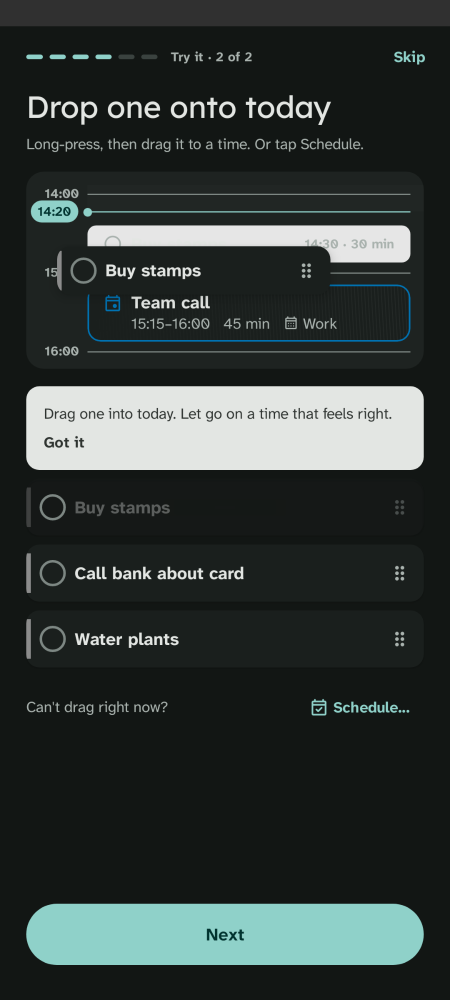 Try it · 2 of 2
Skip
Drop one onto today
Long-press, then drag it to a time. Or tap Schedule.
14:00
14:20
14:30 · 30 min
15
Buy stamps
Team call
15:15–16:00 45 min Work
16:00
Drag one into today. Let go on a time that feels right.
Got it
Buy stamps
Call bank about card
Water plants
Can't drag right now?
Schedule...
Next